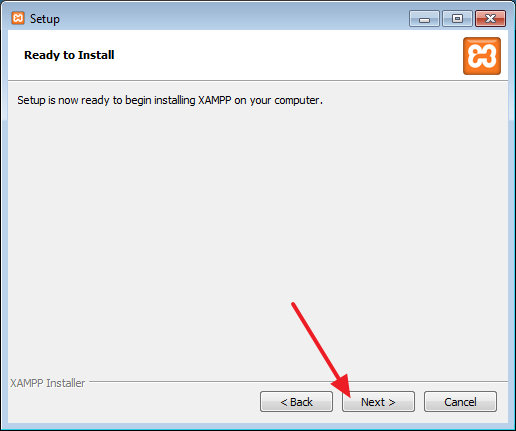 Setup
Ready to Install
Setup is now ready to begin installing XAMPP on your computer.
XAMPP Installer
< Back
Next >
Cancel